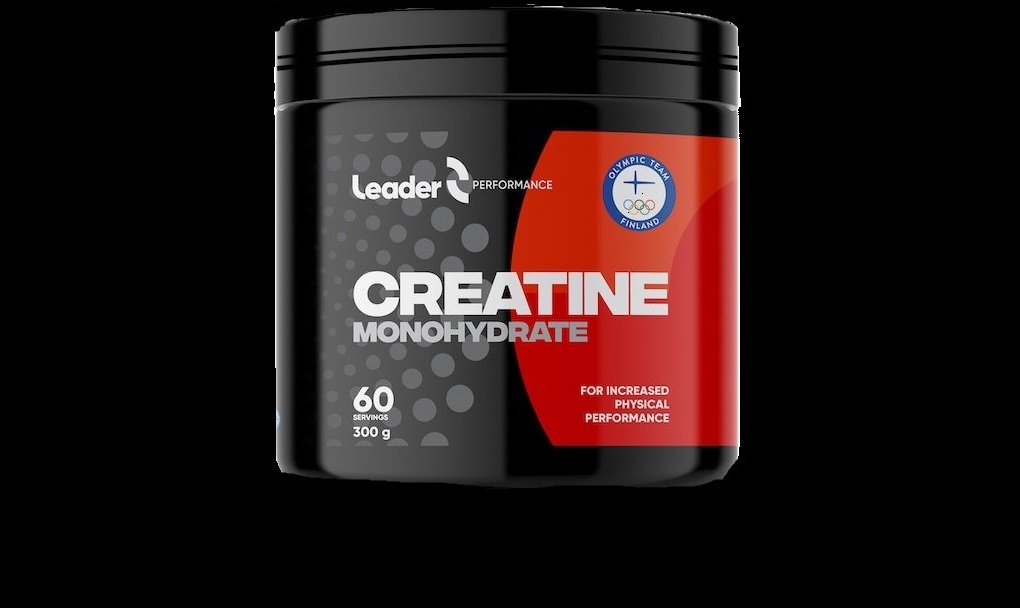 Leader PERFORMANCE
OLYMPIC TEAM
FINLAND
CREATINE
MONOHYDRATE
60
SERVINGS
300 g
FOR INCREASED
PHYSICAL
PERFORMANCE